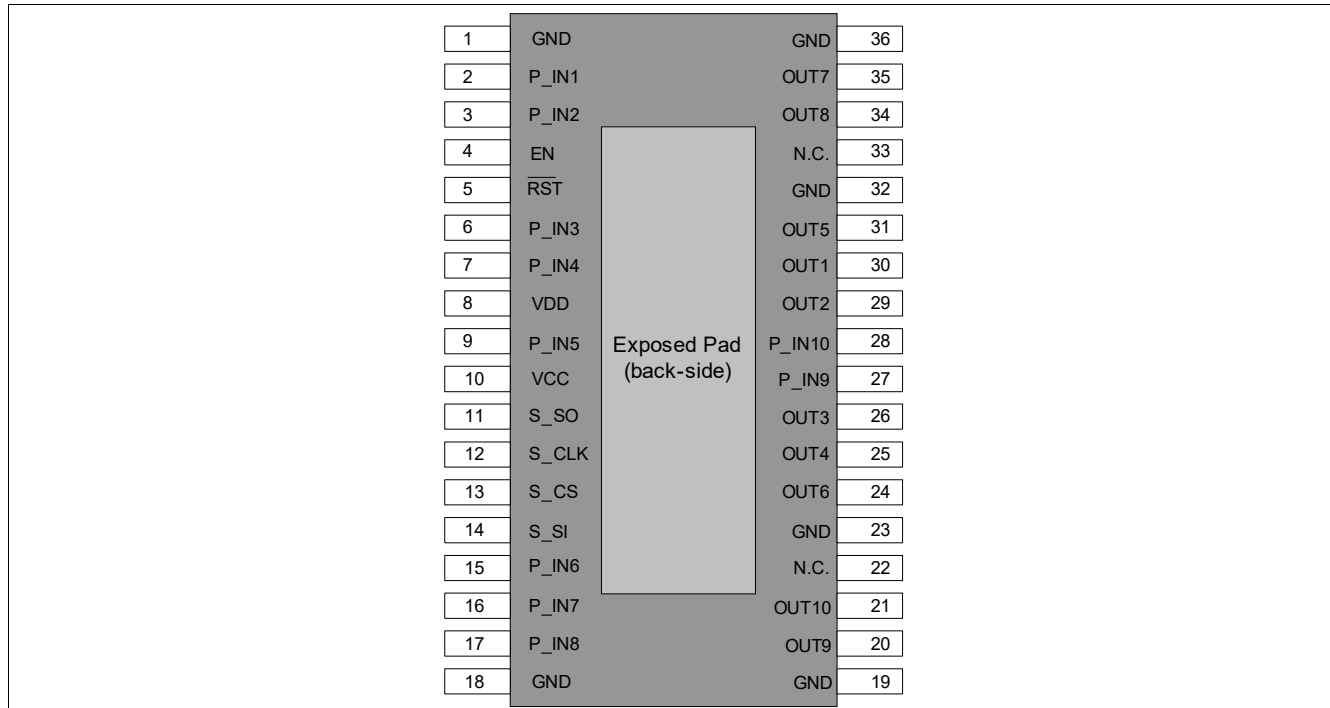 1 GND GND 36
2 P_IN1 OUT7 35
3 P_IN2 OUT8 34
4 EN N.C. 33
5 R̅S̅T̅ GND 32
6 P_IN3 OUT5 31
7 P_IN4 OUT1 30
8 VDD OUT2 29
9 P_IN5 Exposed Pad P_IN10 28
(back-side)
10 VCC P_IN9 27
11 S_SO OUT3 26
12 S_CLK OUT4 25
13 S_CS OUT6 24
14 S_SI GND 23
15 P_IN6 N.C. 22
16 P_IN7 OUT10 21
17 P_IN8 OUT9 20
18 GND GND 19